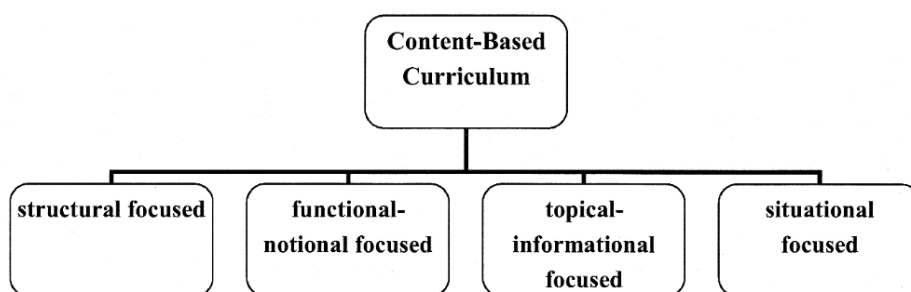 Content-Based
Curriculum
structural focused
functional-
notional focused
topical-
informational
focused
situational
focused